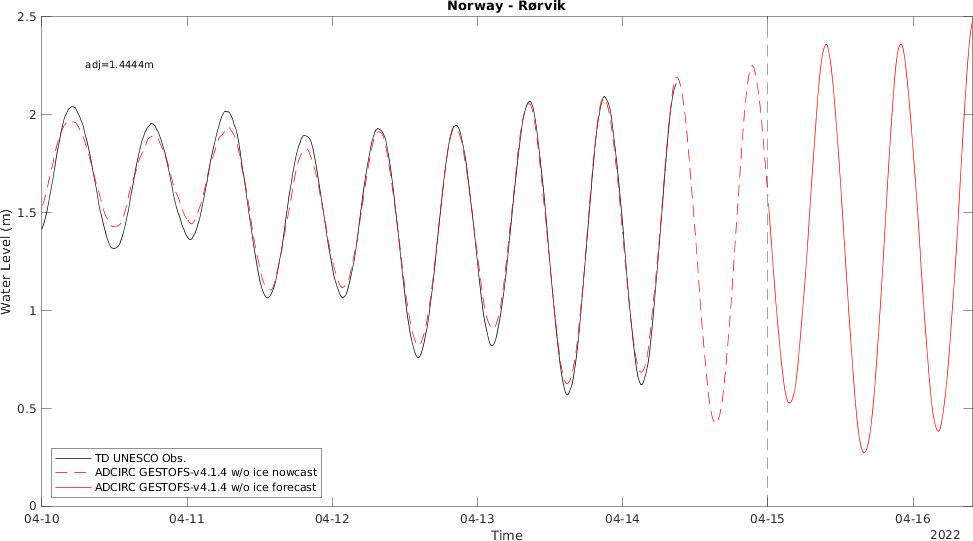 Norway - Rørvik
2.5
adj=1.4444m
2
1.5
Water Level (m)
1
0.5
TD UNESCO Obs.
ADCIRC GESTOFS-v4.1.4 w/o ice nowcast
ADCIRC GESTOFS-v4.1.4 w/o ice forecast
0
04-10 04-11 04-12 04-13 04-14 04-15 04-16
Time
2022